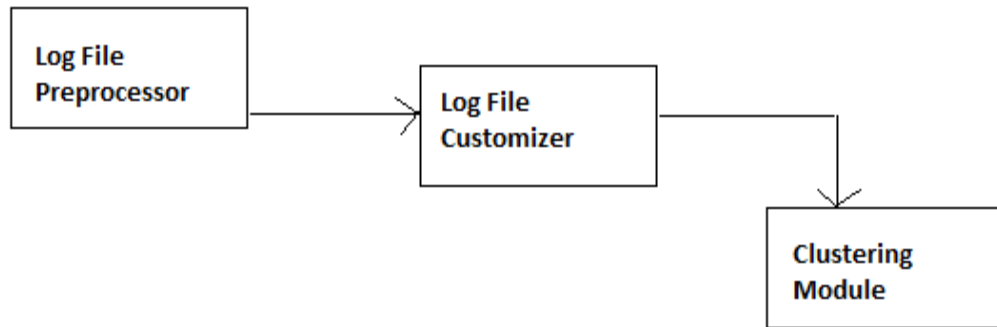 Log File
Preprocessor
Log File
Customizer
Clustering
Module